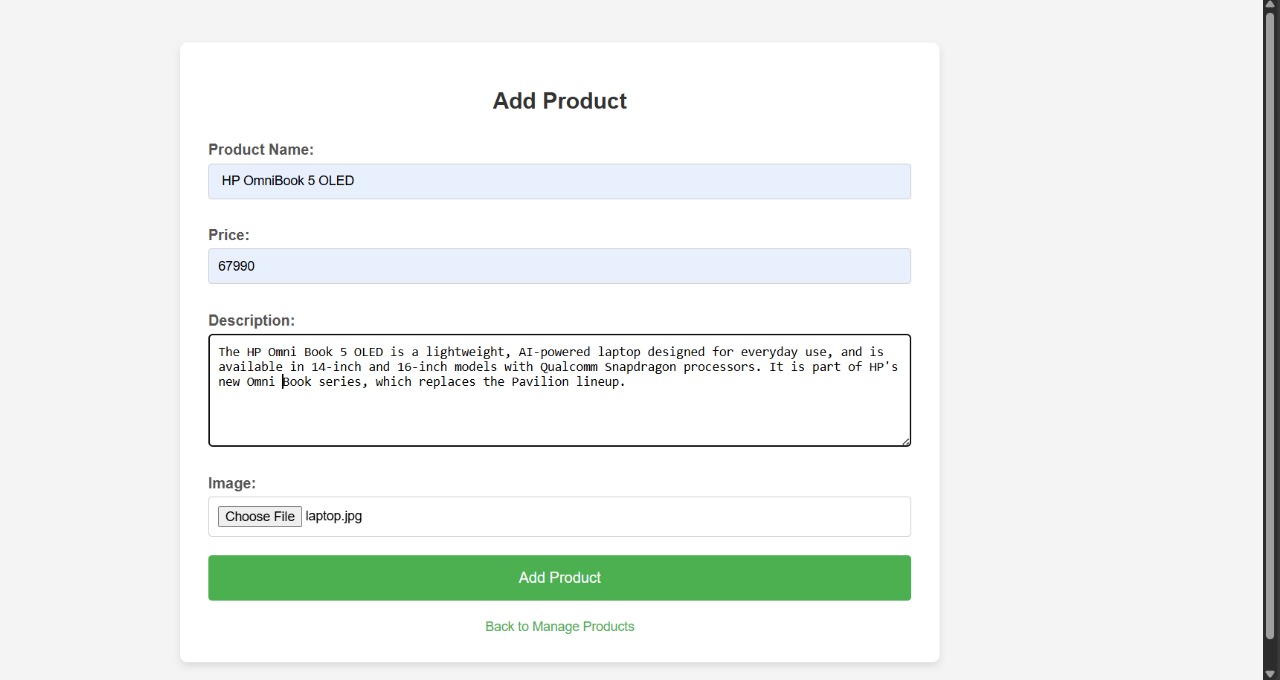 Add Product
Product Name:
HP OmniBook 5 OLED
Price:
67990
Description:
The HP Omni Book 5 OLED is a lightweight, AI-powered laptop designed for everyday use, and is
available in 14-inch and 16-inch models with Qualcomm Snapdragon processors. It is part of HP's
new Omni Book series, which replaces the Pavilion lineup.
Image:
Choose File laptop.jpg
Add Product
Back to Manage Products